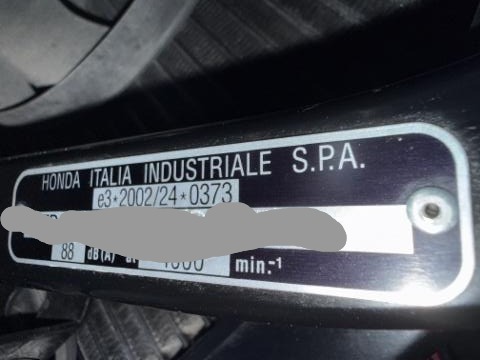 HONDA ITALIA INDUSTRIALE S.P.A.
e3*2002/24*0373
88 dB(A) min.-¹